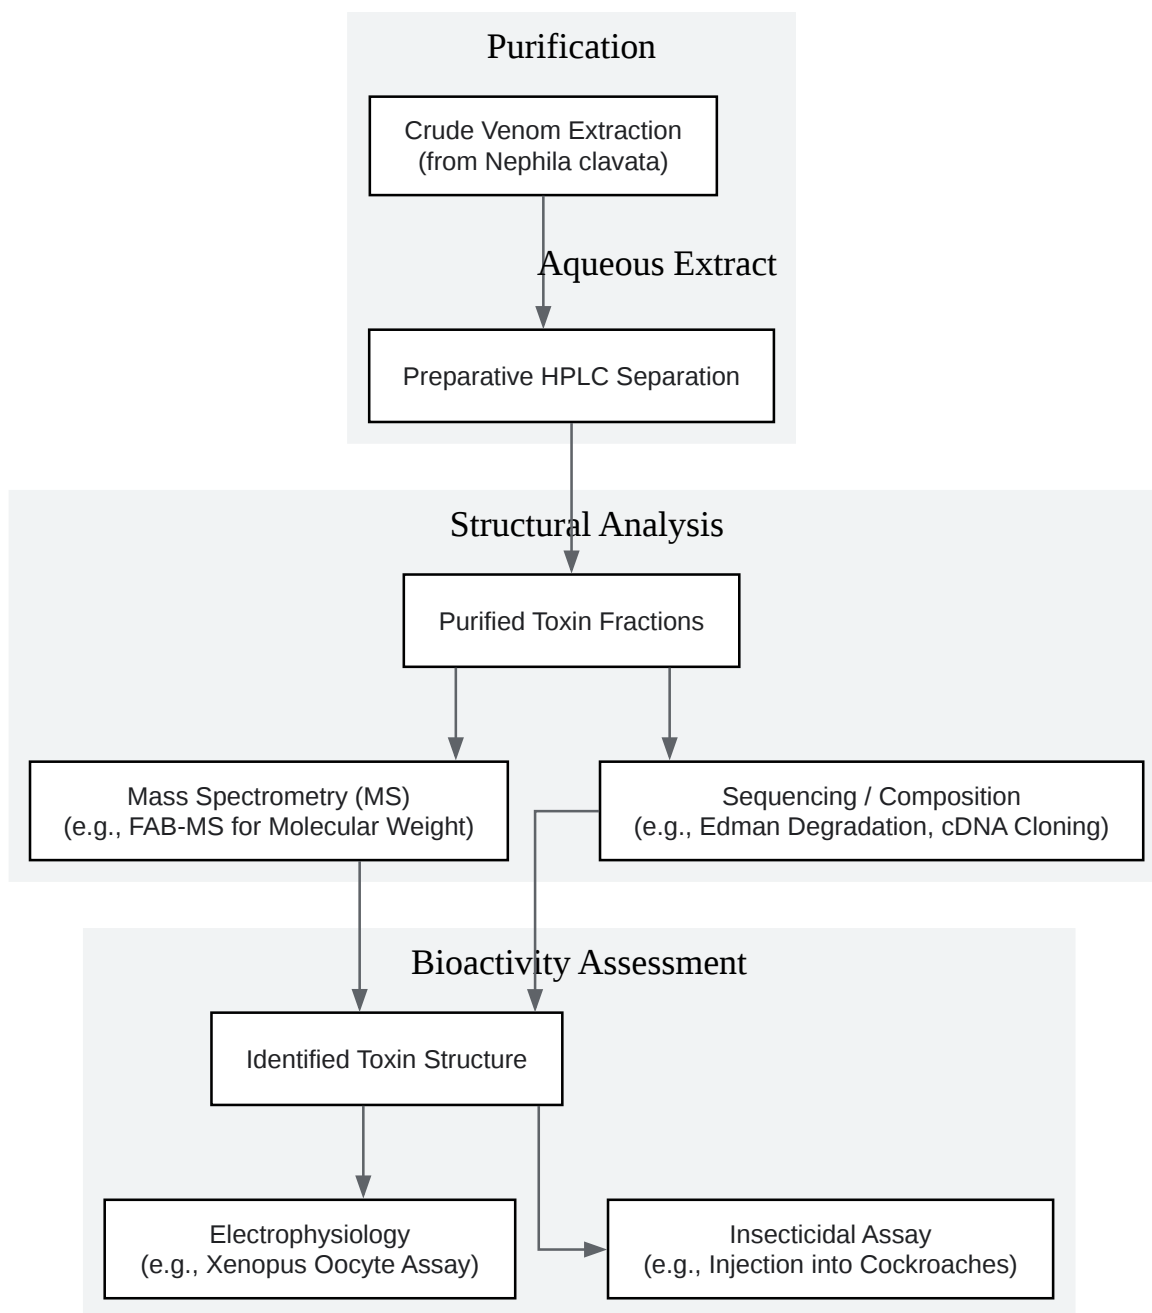 Purification
Crude Venom Extraction
(from Nephila clavata)
Aqueous Extract
Preparative HPLC Separation
Structural Analysis
Purified Toxin Fractions
Mass Spectrometry (MS)
(e.g., FAB-MS for Molecular Weight)
Sequencing / Composition
(e.g., Edman Degradation, cDNA Cloning)
Bioactivity Assessment
Identified Toxin Structure
Electrophysiology
(e.g., Xenopus Oocyte Assay)
Insecticidal Assay
(e.g., Injection into Cockroaches)